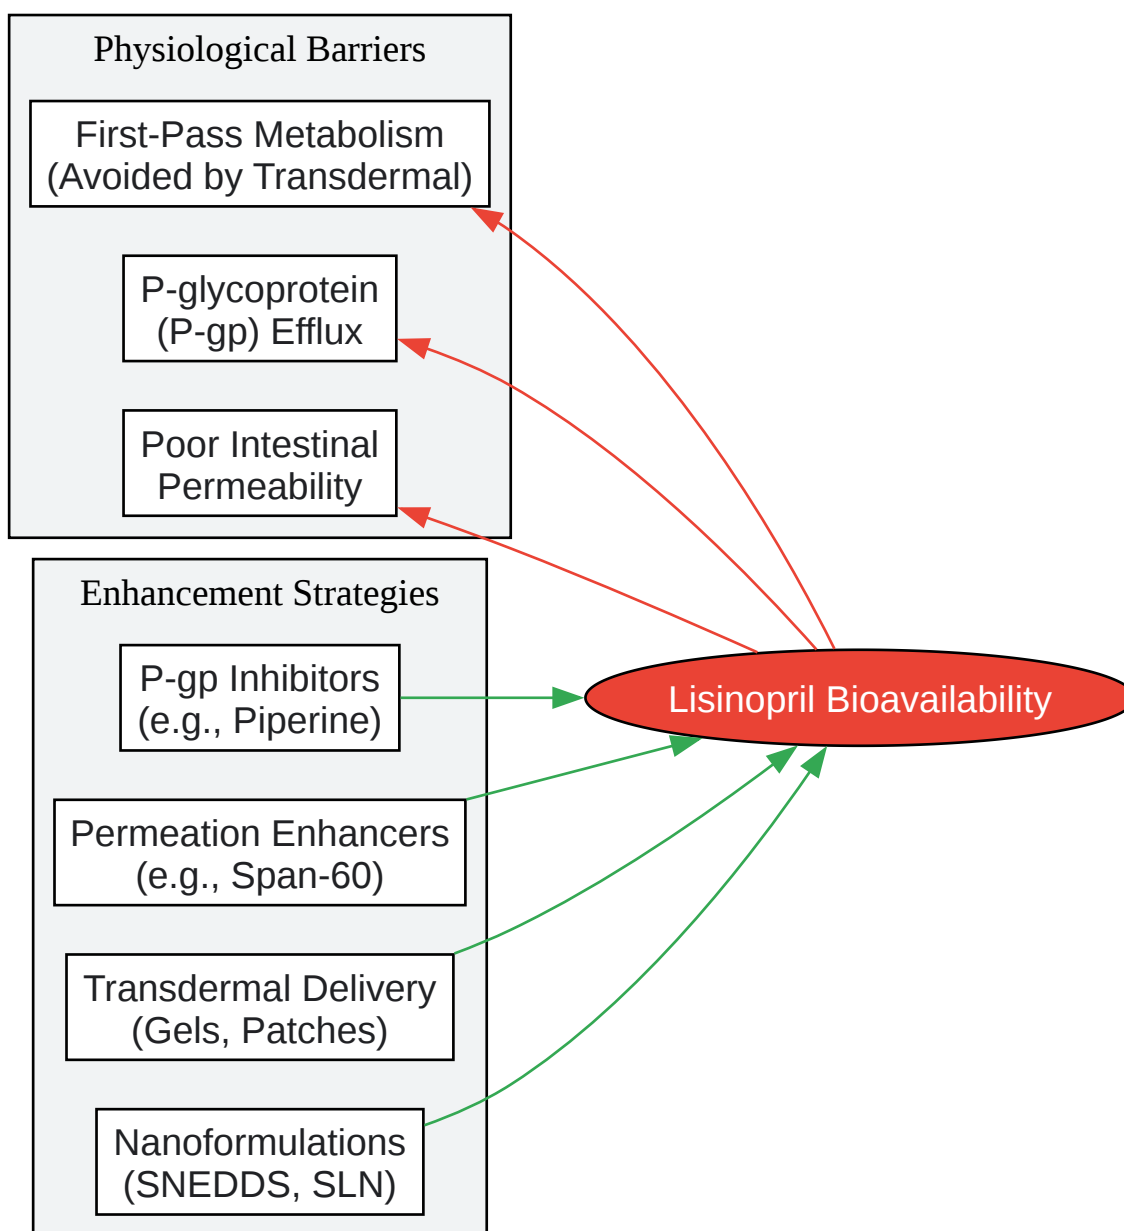 Physiological Barriers
First-Pass Metabolism
(Avoided by Transdermal)
P-glycoprotein
(P-gp) Efflux
Poor Intestinal
Permeability
Enhancement Strategies
P-gp Inhibitors
(e.g., Piperine)
Lisinopril Bioavailability
Permeation Enhancers
(e.g., Span-60)
Transdermal Delivery
(Gels, Patches)
Nanoformulations
(SNEDDS, SLN)